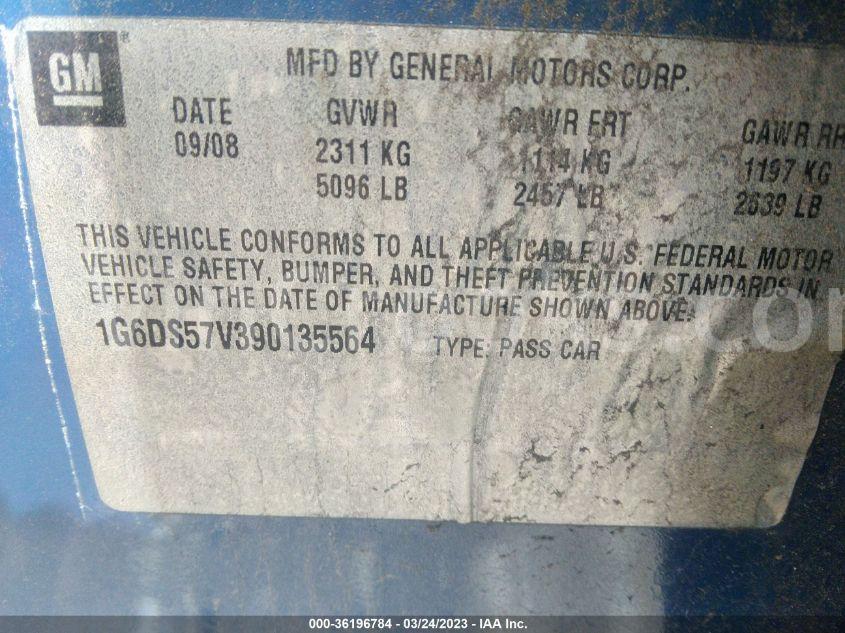 GM®
MFD BY GENERAL MOTORS CORP.
DATE GVWR GAWR FRT GAWR RR
09/08 2311 KG 1114 KG 1197 KG
5096 LB 2457 LB 2639 LB
THIS VEHICLE CONFORMS TO ALL APPLICABLE U.S. FEDERAL MOTOR
VEHICLE SAFETY, BUMPER, AND THEFT PREVENTION STANDARDS IN
EFFECT ON THE DATE OF MANUFACTURE SHOWN ABOVE.
1G6DS57V390135564 TYPE: PASS CAR
000-36196784 - 03/24/2023 - IAA Inc.